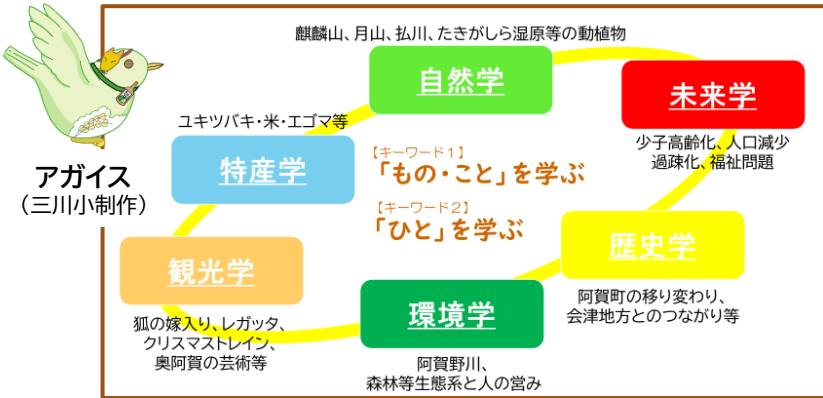 麒麟山、月山、払川、たきがしら湿原等の動植物
自然学
未来学
少子高齢化、人口減少
過疎化、福祉問題
ユキツバキ・米・エゴマ等
特産学
【キーワード１】
「もの・こと」を学ぶ
【キーワード２】
「ひと」を学ぶ
アガイス
（三川小制作）
観光学
狐の嫁入り、レガッタ、
クリスマストレイン、
奥阿賀の芸術等
環境学
阿賀野川、
森林等生態系と人の営み
歴史学
阿賀町の移り変わり、
会津地方とのつながり等